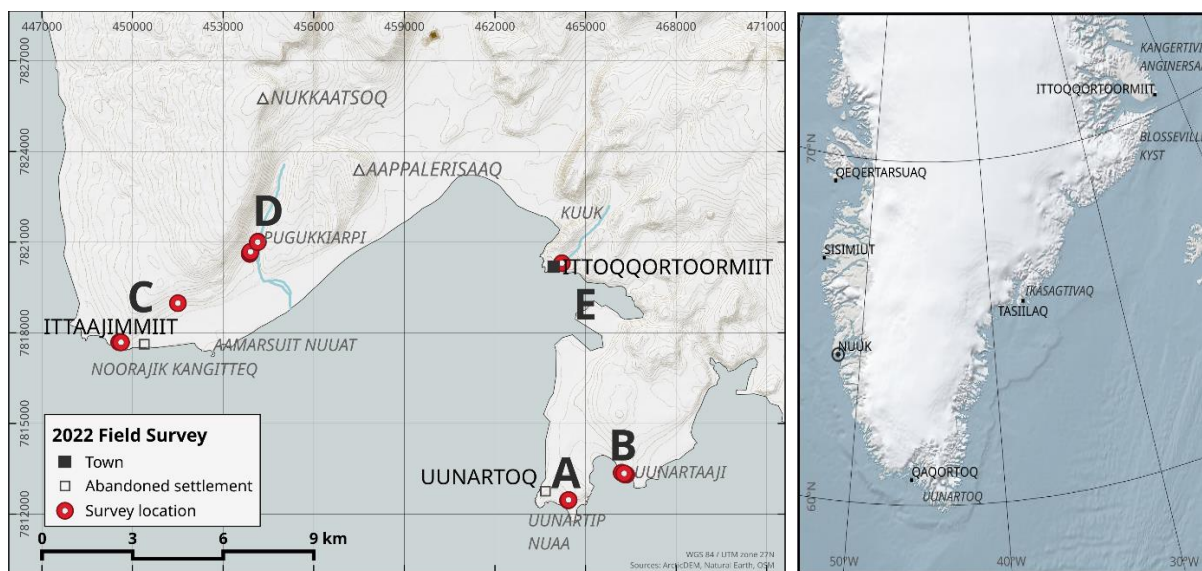 447000 450000 453000 456000 459000 462000 465000 468000 471000
7827000
7824000
7821000
7818000
7815000
7812000
△NUKKAATSOQ
△AAPPALERISAAQ
KUUK
D
PUGUKKIARPI
ITTOQQORTOORMIIT
C
E
ITTAAJIMMIIT
AAMARSUIT NUUAT
NOORAJIK KANGITTEQ
B
A
UUNARTOQ
UUNARTAAJI
UUNARTIP
NUAA
2022 Field Survey
Town
Abandoned settlement
Survey location
0 3 6 9 km
WGS 84 / UTM zone 27N
Sources: ArcticDEM, Natural Earth, OSM
KANGERTIV
ANGINERSA
ITTOQQORTOORMIIT
BLOSSEVILL
KYST
70°N
QEQERTARSUAQ
SISIMIUT
IKASAGTIVAQ
TASIILAQ
NUUK
QAQORTOQ
UUNARTOQ
60°N
50°W 40°W 30°W